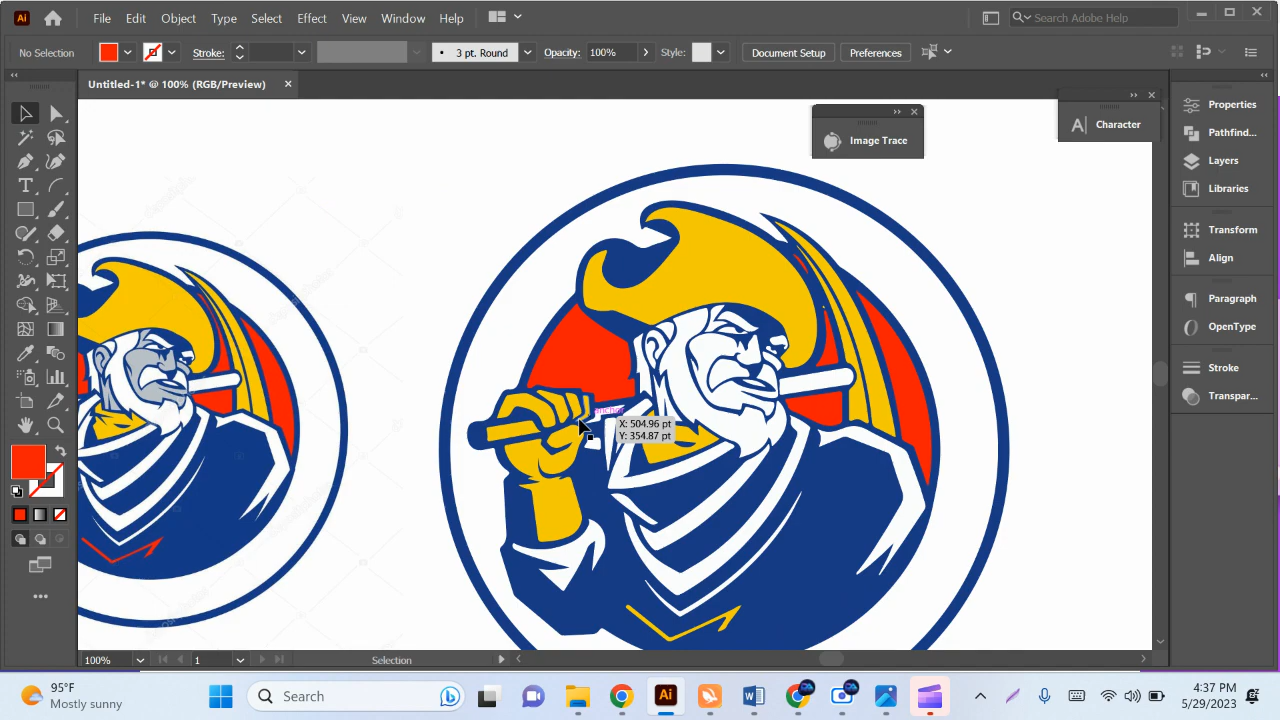 Ai File Edit Object Type Select Effect View Window Help Search Adobe Help
No Selection Stroke: 3 pt. Round Opacity: 100% Style: Document Setup Preferences
Untitled-1* @ 100% (RGB/Preview)
Character
Image Trace
Properties
Pathfind...
Layers
Libraries
Transform
Align
Paragraph
OpenType
Stroke
Transpar...
anchor
X: 504.96 pt
Y: 354.87 pt
100% 1 Selection
95°F
Mostly sunny
Search
4:37 PM
5/29/2023